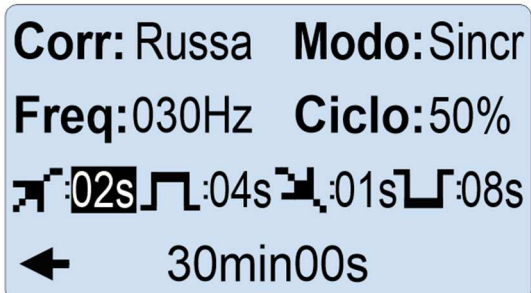 Corr: Russa Modo: Sincr
Freq:030Hz Ciclo:50%
:02s :04s :01s :08s
30min00s